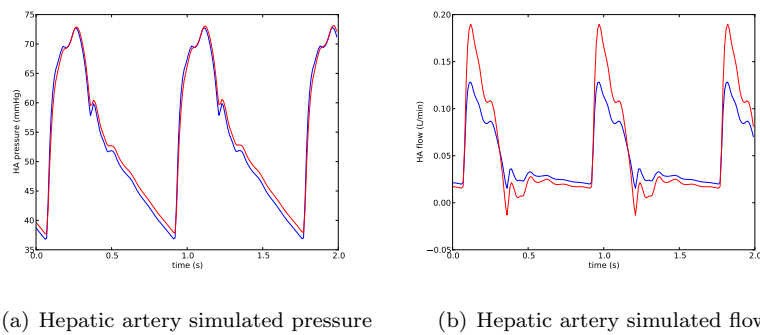 75
70
65
60
55
50
45
40
35
HA pressure (mmHg)
0.0 0.5 1.0 1.5 2.0
time (s)
0.20
0.15
0.10
0.05
0.00
−0.05
HA flow (L/min)
0.0 0.5 1.0 1.5 2.0
time (s)
(a) Hepatic artery simulated pressure
(b) Hepatic artery simulated flow